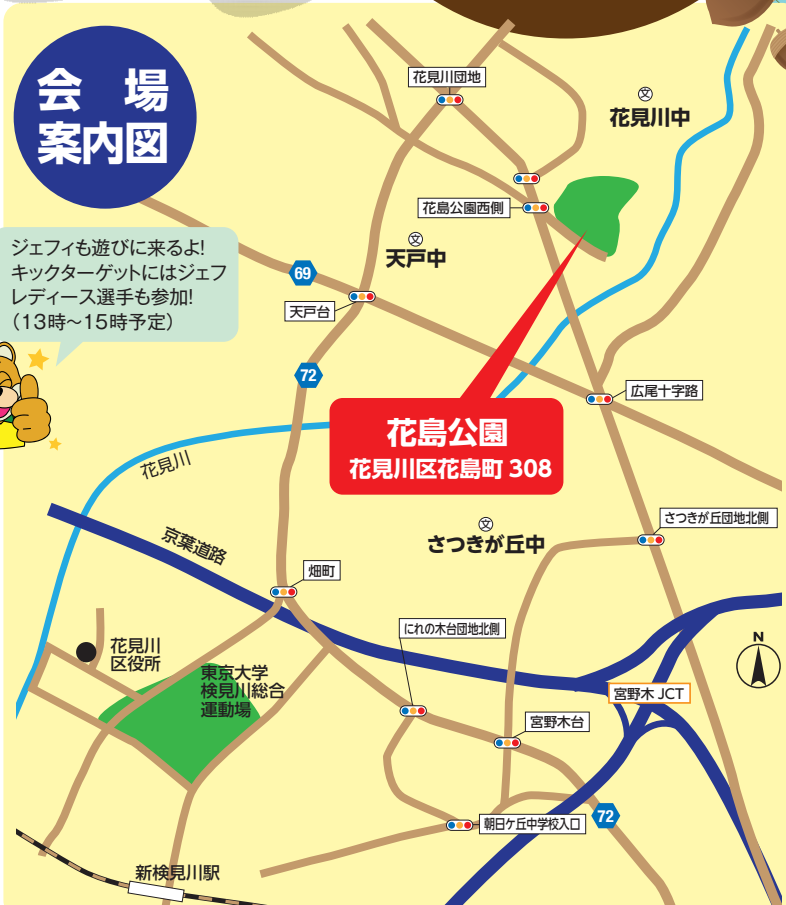 会 場
案内図
花見川団地
㊛
花見川中
花島公園西側
ジェフィも遊びに来るよ!
キックターゲットにはジェフ
レディース選手も参加!
(13時〜15時予定)
文
天戸中
69
天戸台
72
広尾十字路
花島公園
花見川区花島町 308
花見川
京葉道路
文
さつきが丘中
さつきが丘団地北側
畑町
にれの木台団地北側
花見川
区役所
東京大学
検見川総合
運動場
N
宮野木 JCT
宮野木台
朝日ケ丘中学校入口
72
新検見川駅